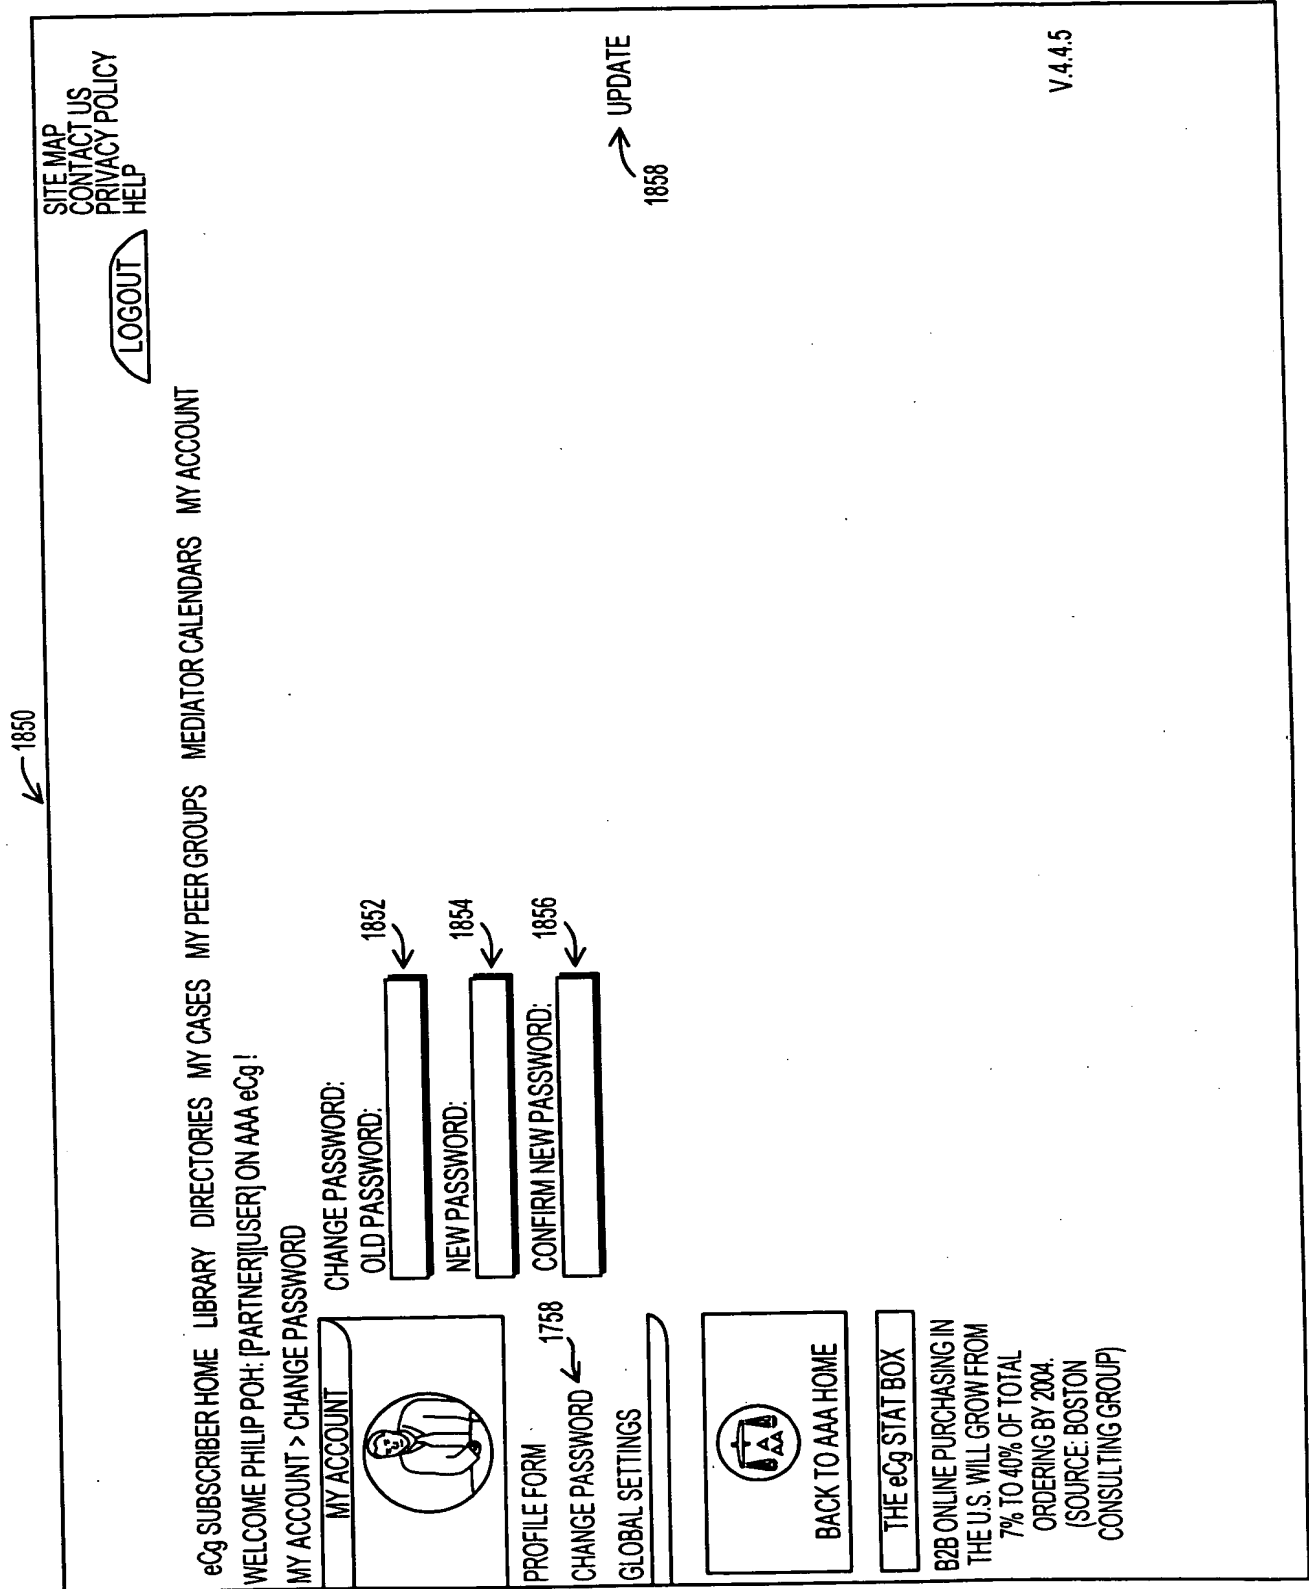 1850
SITE MAP
CONTACT US
PRIVACY POLICY
HELP
LOGOUT
eCg SUBSCRIBER HOME LIBRARY DIRECTORIES MY CASES MY PEER GROUPS MEDIATOR CALENDARS MY ACCOUNT
WELCOME PHILIP POH: [PARTNER][USER] ON AAA eCg!
MY ACCOUNT > CHANGE PASSWORD
MY ACCOUNT
PROFILE FORM
CHANGE PASSWORD 1758
GLOBAL SETTINGS
BACK TO AAA HOME
THE eCg STAT BOX
B2B ONLINE PURCHASING IN
THE U.S. WILL GROW FROM
7% TO 40% OF TOTAL
ORDERING BY 2004.
(SOURCE: BOSTON
CONSULTING GROUP)
CHANGE PASSWORD:
OLD PASSWORD:
1852
NEW PASSWORD:
1854
CONFIRM NEW PASSWORD:
1856
UPDATE
1858
V.4.4.5